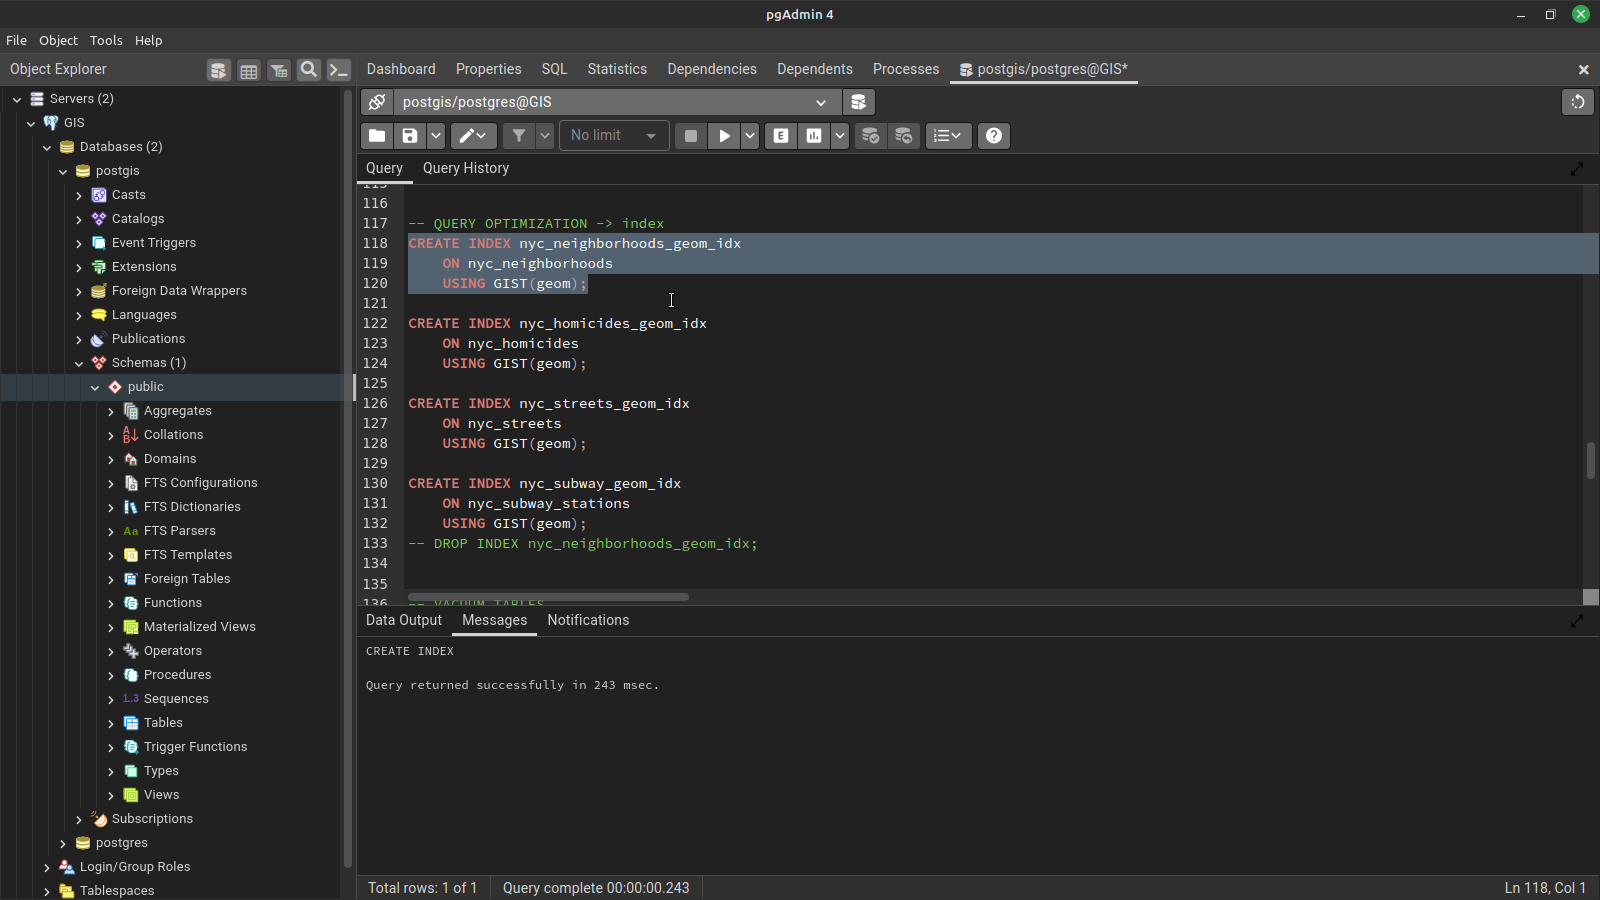 pgAdmin 4
File Object Tools Help
Object Explorer
Dashboard Properties SQL Statistics Dependencies Dependents Processes postgis/postgres@GIS*
Servers (2)
GIS
Databases (2)
postgis
Casts
Catalogs
Event Triggers
Extensions
Foreign Data Wrappers
Languages
Publications
Schemas (1)
public
Aggregates
Collations
Domains
FTS Configurations
FTS Dictionaries
Aa FTS Parsers
FTS Templates
Foreign Tables
Functions
Materialized Views
Operators
Procedures
1.3 Sequences
Tables
Trigger Functions
Types
Views
Subscriptions
postgres
Login/Group Roles
Tablespaces
postgis/postgres@GIS
No limit E
Query Query History
115
116
117 -- QUERY OPTIMIZATION -> index
118 CREATE INDEX nyc_neighborhoods_geom_idx
119 ON nyc_neighborhoods
120 USING GIST(geom);
121
122 CREATE INDEX nyc_homicides_geom_idx
123 ON nyc_homicides
124 USING GIST(geom);
125
126 CREATE INDEX nyc_streets_geom_idx
127 ON nyc_streets
128 USING GIST(geom);
129
130 CREATE INDEX nyc_subway_geom_idx
131 ON nyc_subway_stations
132 USING GIST(geom);
133 -- DROP INDEX nyc_neighborhoods_geom_idx;
134
135
136 -- VACUUM TABLES
Data Output Messages Notifications
CREATE INDEX
Query returned successfully in 243 msec.
Total rows: 1 of 1 Query complete 00:00:00.243 Ln 118, Col 1